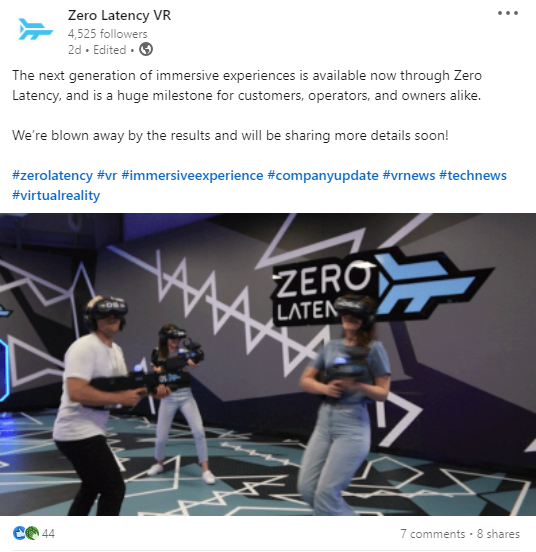 Zero Latency VR
4,525 followers
2d • Edited •
The next generation of immersive experiences is available now through Zero
Latency, and is a huge milestone for customers, operators, and owners alike.
We're blown away by the results and will be sharing more details soon!
#zerolatency #vr #immersiveexperience #companyupdate #vrnews #technews
#virtualreality
ZERO
LATEN
44
7 comments • 8 shares